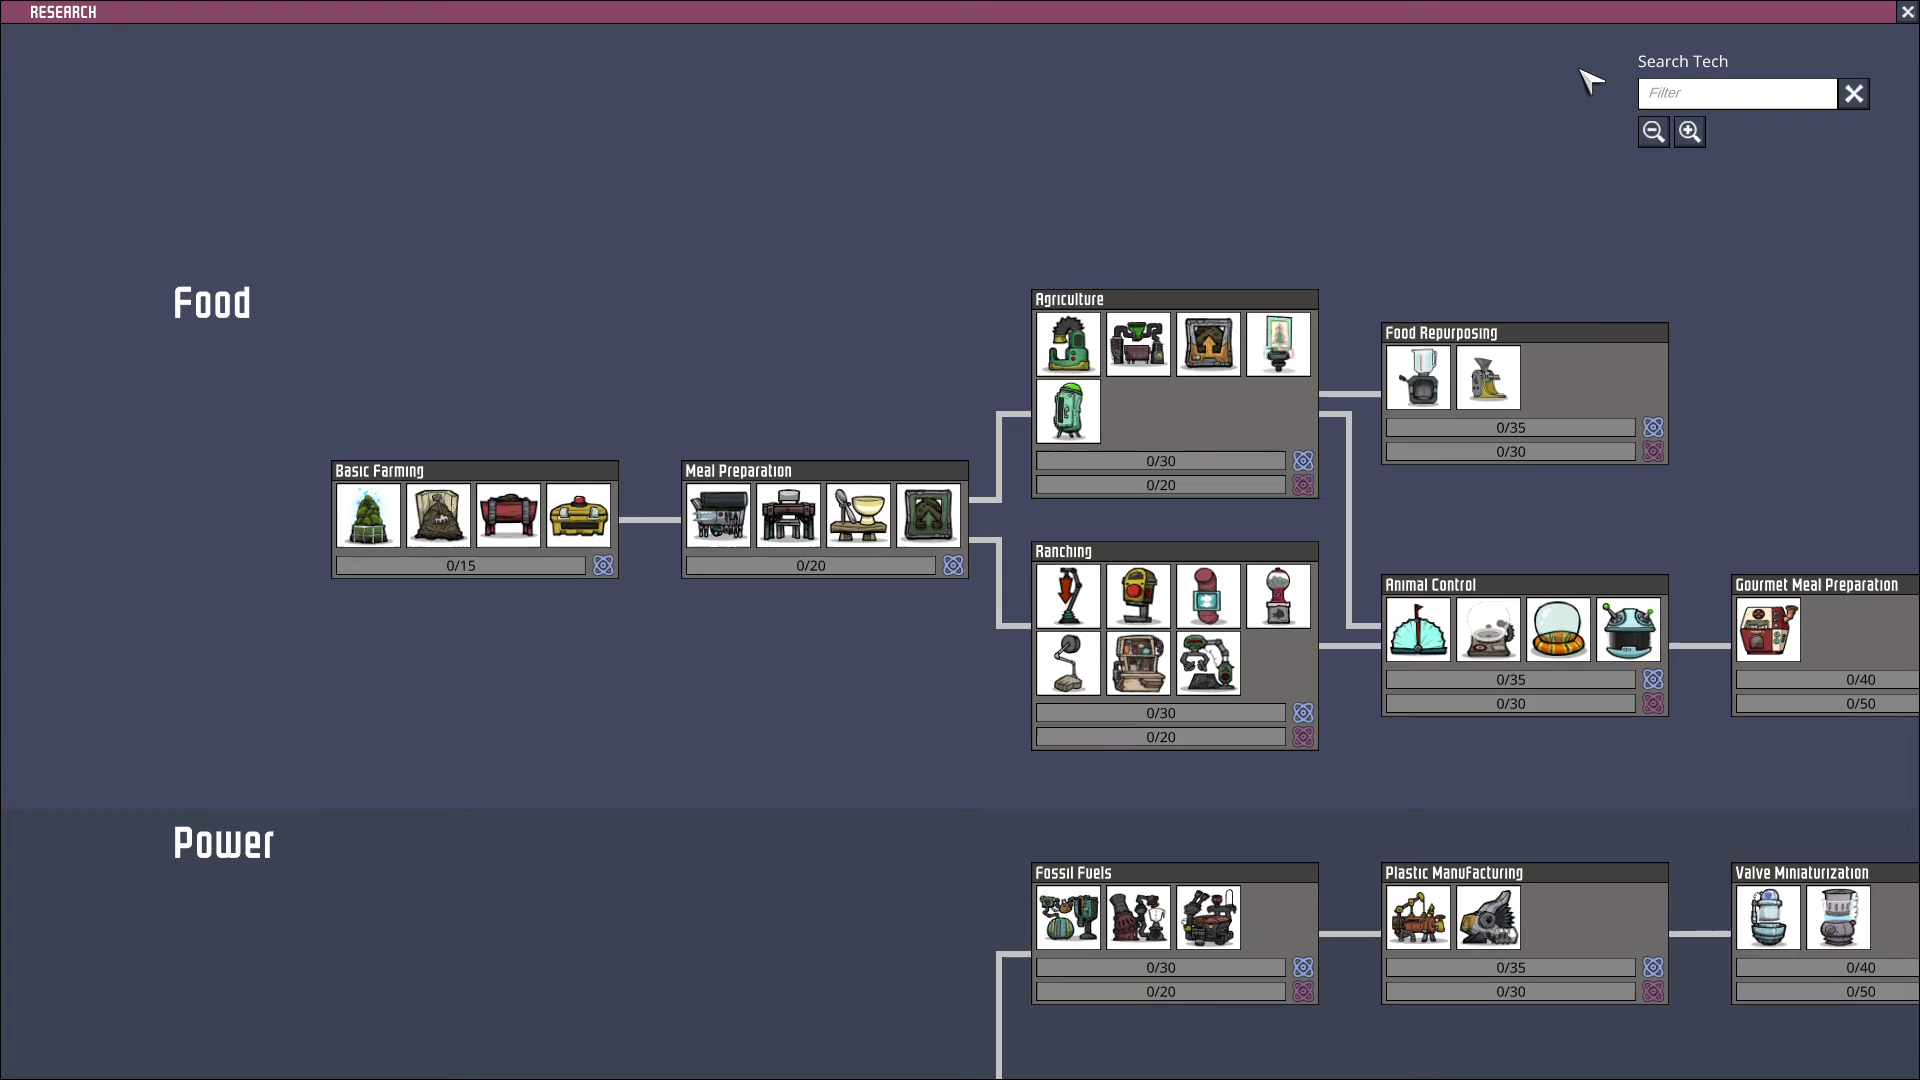 RESEARCH
Search Tech
Filter
Food
Basic Farming
0/15
Meal Preparation
0/20
Agriculture
0/30
0/20
Food Repurposing
0/35
0/30
Ranching
0/30
0/20
Animal Control
0/35
0/30
Gourmet Meal Preparation
0/40
0/50
Power
Fossil Fuels
0/30
0/20
Plastic Manufacturing
0/35
0/30
Valve Miniaturization
0/40
0/50